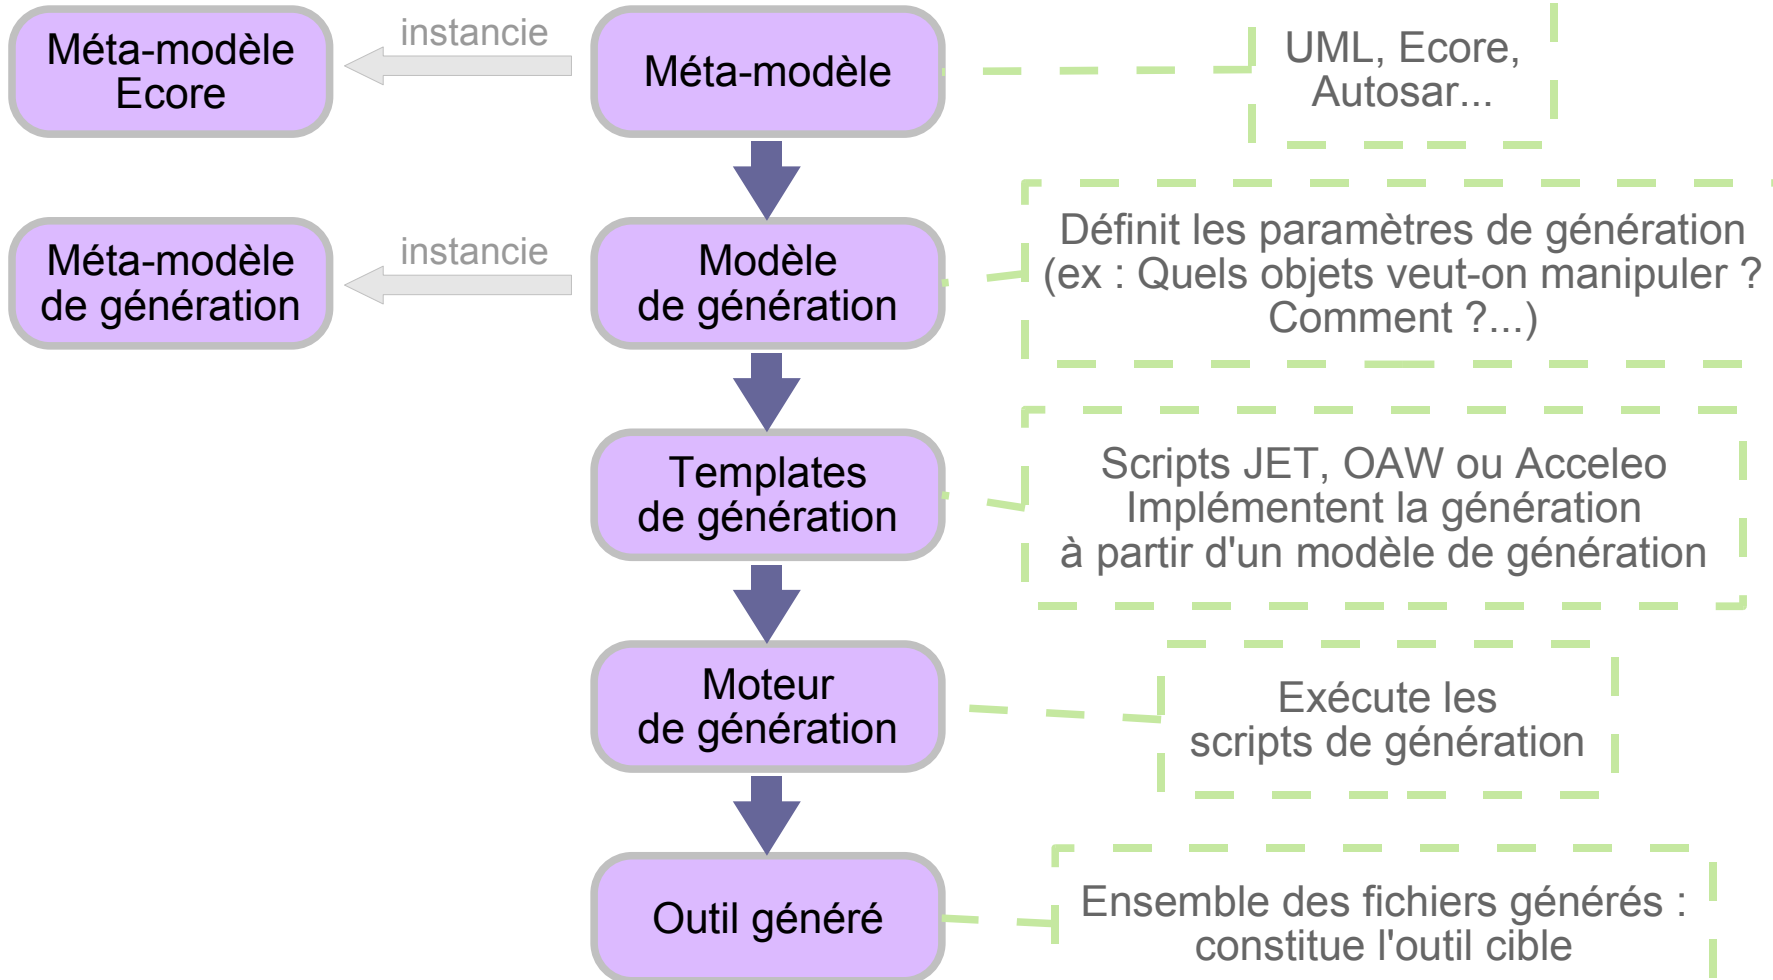 Méta-modèle
Ecore
instancie
Méta-modèle
UML, Ecore,
Autosar...
Méta-modèle
de génération
instancie
Modèle
de génération
Définit les paramètres de génération
(ex : Quels objets veut-on manipuler ?
Comment ?...)
Templates
de génération
Scripts JET, OAW ou Acceleo
Implémentent la génération
à partir d'un modèle de génération
Moteur
de génération
Exécute les
scripts de génération
Outil généré
Ensemble des fichiers générés :
constitue l'outil cible